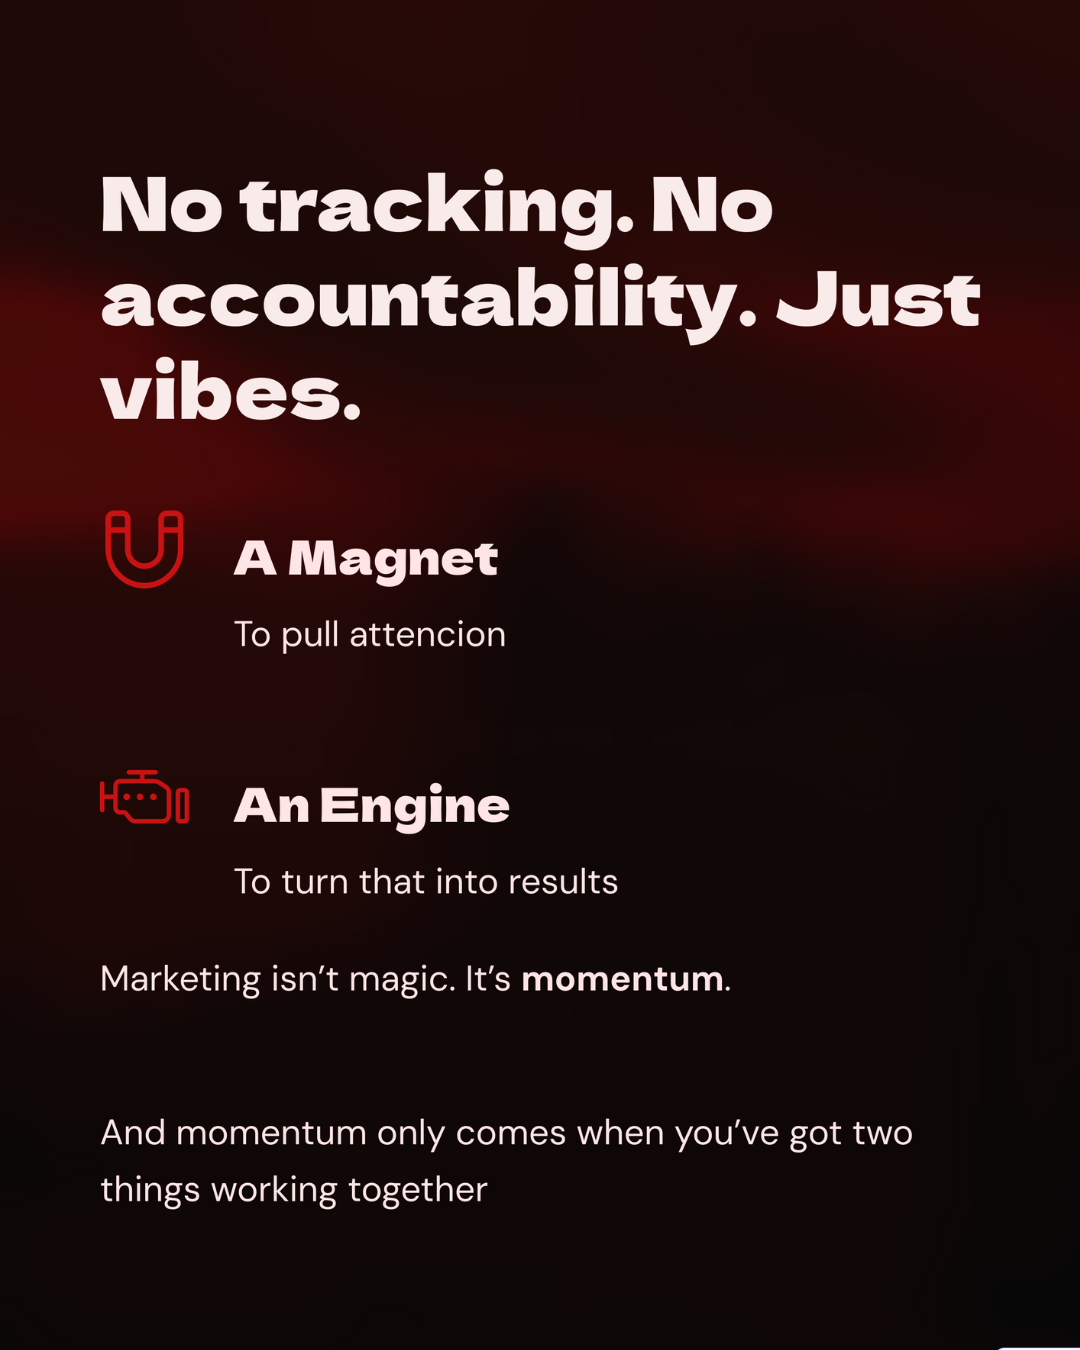 No tracking. No
accountability. Just
vibes.
A Magnet
To pull attencion
An Engine
To turn that into results
Marketing isn’t magic. It’s momentum.
And momentum only comes when you’ve got two
things working together